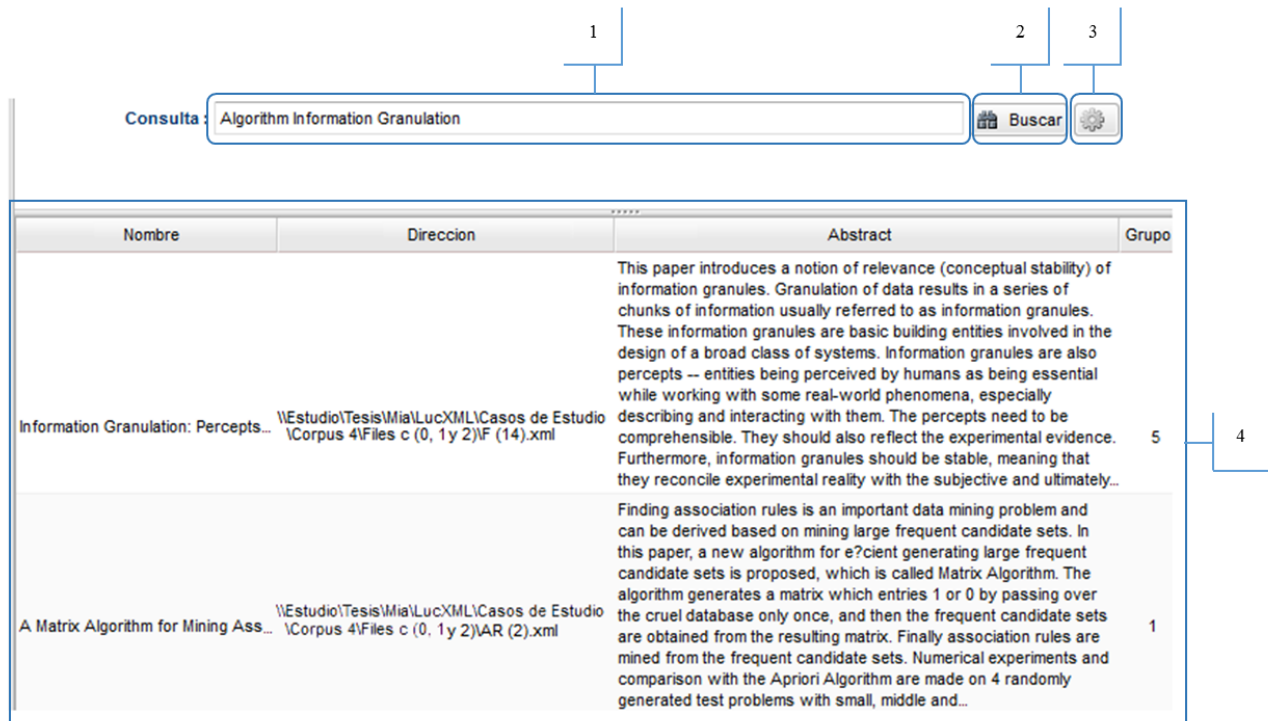 1
2
3
Consulta : Algorithm Information Granulation Buscar
Nombre Direccion Abstract Grupo
This paper introduces a notion of relevance (conceptual stability) of
information granules. Granulation of data results in a series of
chunks of information usually referred to as information granules.
These information granules are basic building entities involved in the
design of a broad class of systems. Information granules are also
percepts -- entities being perceived by humans as being essential
while working with some real-world phenomena, especially
describing and interacting with them. The percepts need to be
comprehensible. They should also reflect the experimental evidence.
Furthermore, information granules should be stable, meaning that
they reconcile experimental reality with the subjective and ultimately...
Information Granulation: Percepts...
\\Estudio\Tesis\Mia\LucXML\Casos de Estudio
\Corpus 4\Files c (0, 1 y 2)\F (14).xml
5
4
Finding association rules is an important data mining problem and
can be derived based on mining large frequent candidate sets. In
this paper, a new algorithm for e?cient generating large frequent
candidate sets is proposed, which is called Matrix Algorithm. The
algorithm generates a matrix which entries 1 or 0 by passing over
the cruel database only once, and then the frequent candidate sets
are obtained from the resulting matrix. Finally association rules are
mined from the frequent candidate sets. Numerical experiments and
comparison with the Apriori Algorithm are made on 4 randomly
generated test problems with small, middle and...
A Matrix Algorithm for Mining Ass...
\\Estudio\Tesis\Mia\LucXML\Casos de Estudio
\Corpus 4\Files c (0, 1 y 2)\AR (2).xml
1